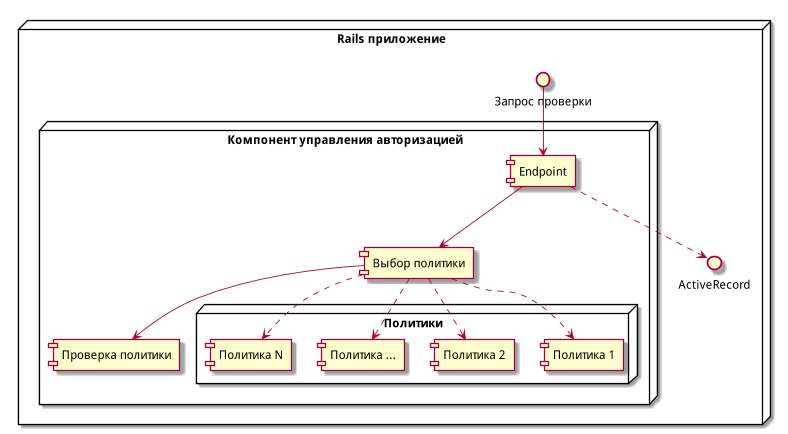 Rails приложение
Запрос проверки
Компонент управления авторизацией
Endpoint
Выбор политики
ActiveRecord
Политики
Проверка политики
Политика N
Политика ...
Политика 2
Политика 1